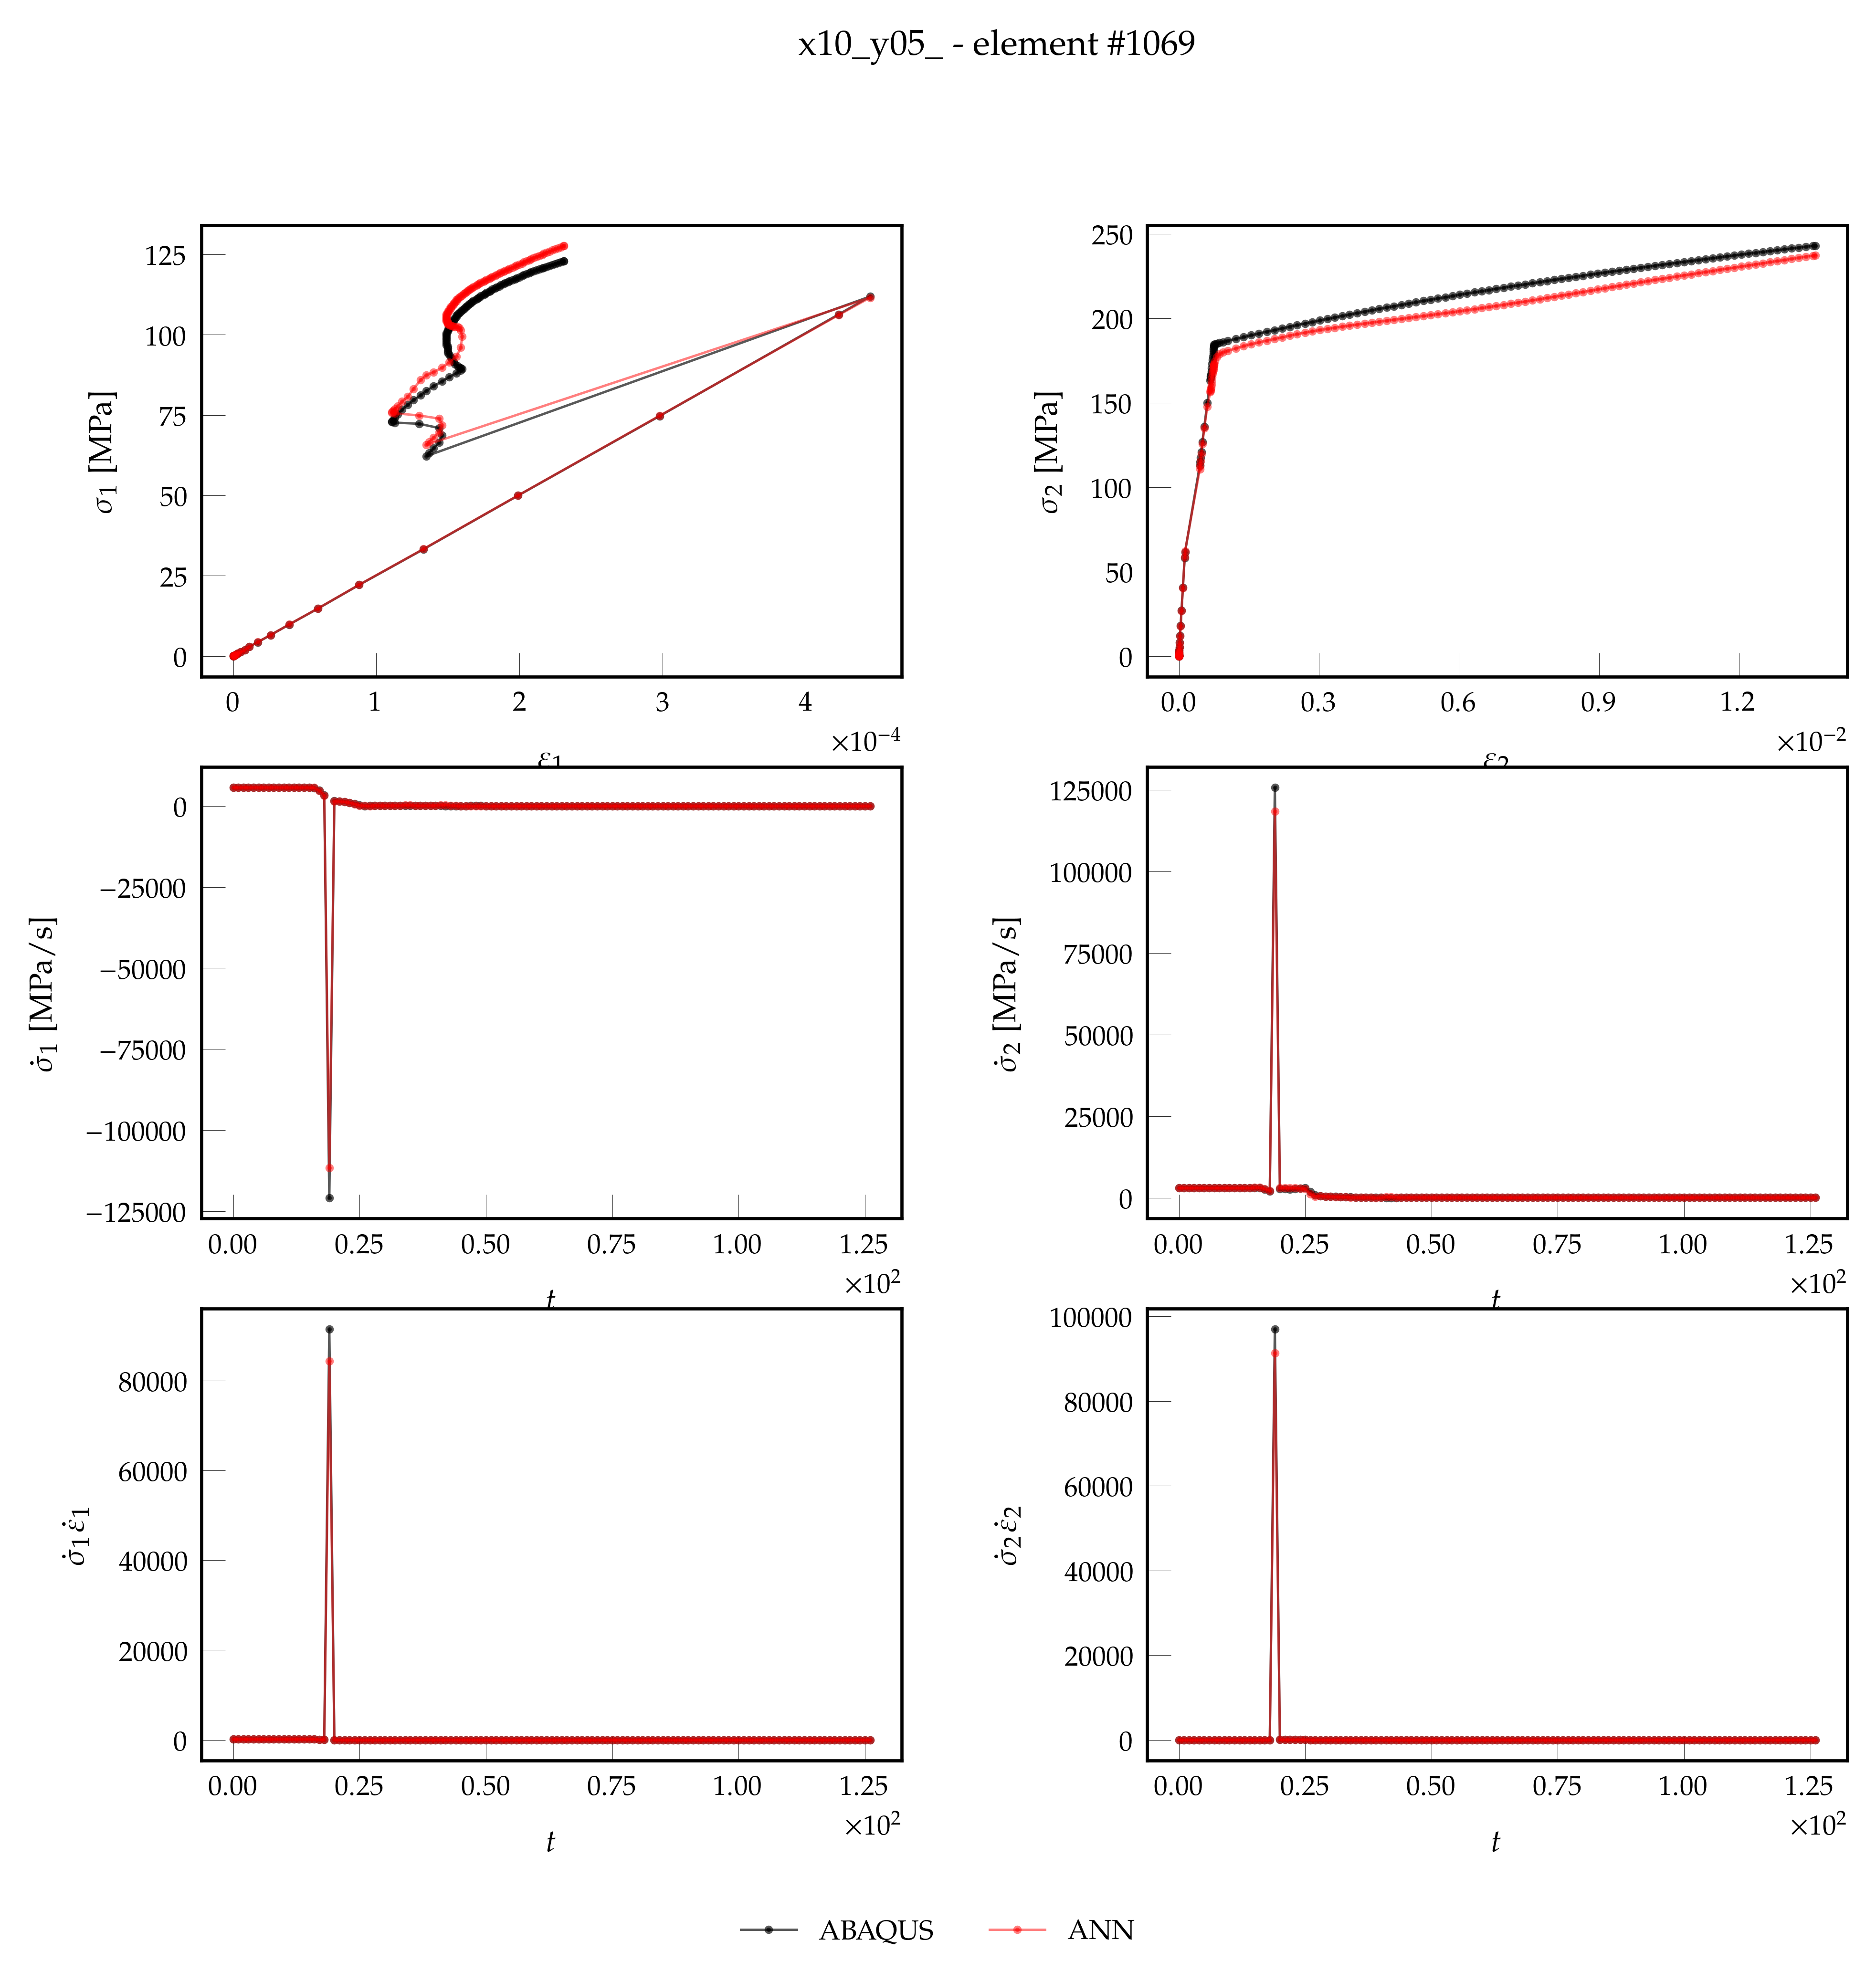 x10_y05_ - element #1069
σ₁ [MPa]
125
100
75
50
25
0
0 1 2 3 4
×10⁻⁴
ε₁
σ₂ [MPa]
250
200
150
100
50
0
0.0 0.3 0.6 0.9 1.2
×10⁻²
ε₂
σ̇₁ [MPa/s]
0
−25000
−50000
−75000
−100000
−125000
0.00 0.25 0.50 0.75 1.00 1.25
×10²
t
σ̇₂ [MPa/s]
125000
100000
75000
50000
25000
0
0.00 0.25 0.50 0.75 1.00 1.25
×10²
t
σ̇₁ε̇₁
80000
60000
40000
20000
0
0.00 0.25 0.50 0.75 1.00 1.25
×10²
t
σ̇₂ε̇₂
100000
80000
60000
40000
20000
0
0.00 0.25 0.50 0.75 1.00 1.25
×10²
t
ABAQUS ANN